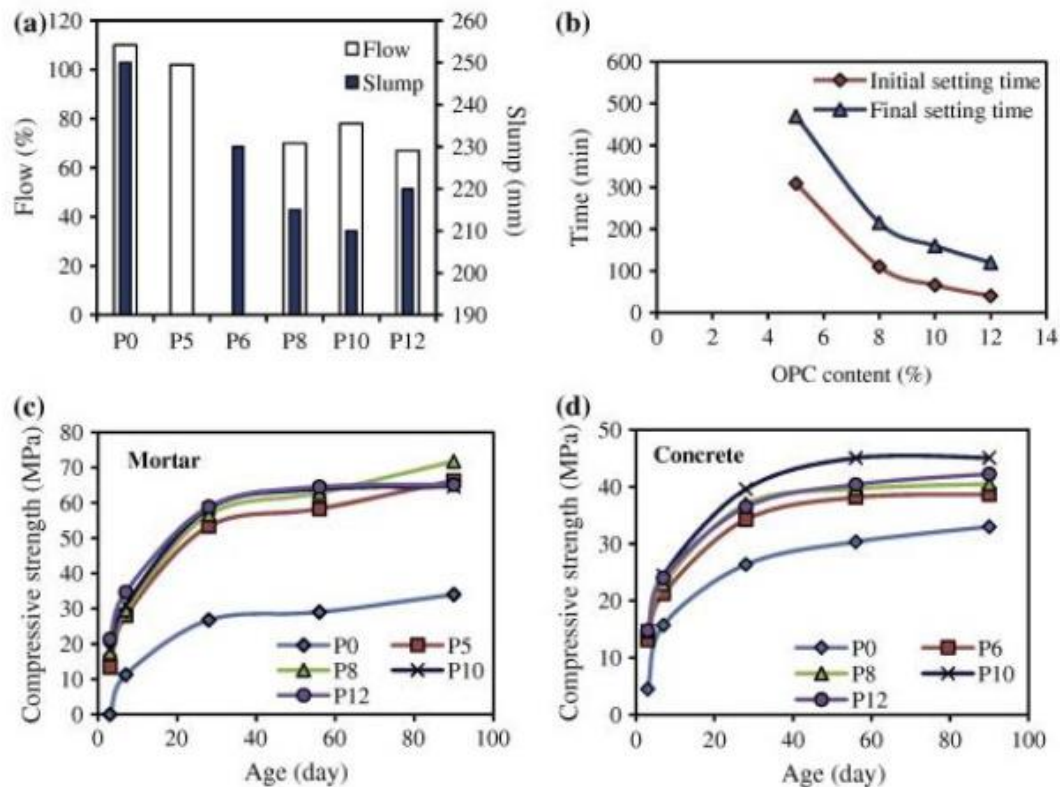 (a)
120
100
80
60
40
20
0
Flow (%)
Flow
Slump
260
250
240
230
220
210
200
190
Slump (mm)
P0 P5 P6 P8 P10 P12
(b)
600
500
400
300
200
100
0
Time (min)
Initial setting time
Final setting time
0 2 4 6 8 10 12 14
OPC content (%)
(c)
80
70
60
50
40
30
20
10
0
Compressive strength (MPa)
Mortar
P0 P5
P8 P10
P12
0 20 40 60 80 100
Age (day)
(d)
50
40
30
20
10
0
Compressive strength (MPa)
Concrete
P0 P6
P8 P10
P12
0 20 40 60 80 100
Age (day)